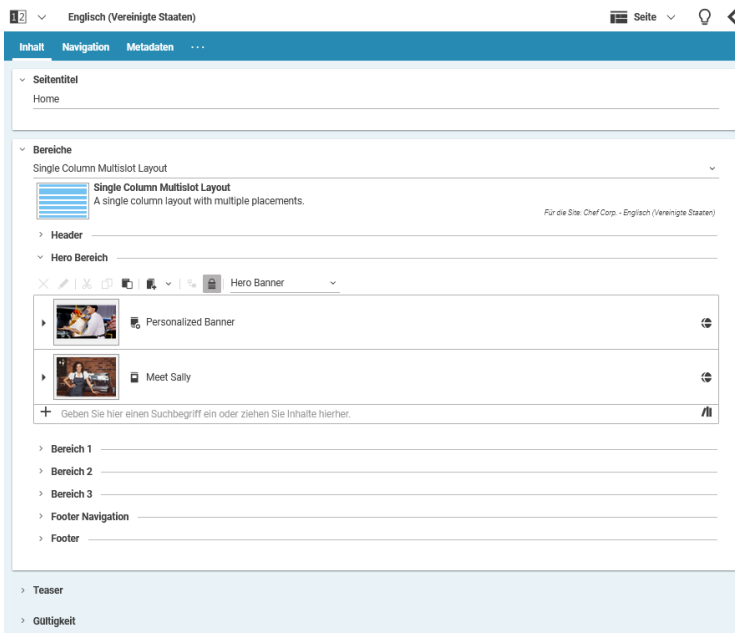 12 Englisch (Vereinigte Staaten) Seite
Inhalt Navigation Metadaten ...
Seitentitel
Home
Bereiche
Single Column Multislot Layout
Single Column Multislot Layout
A single column layout with multiple placements.
Für die Site: Chef Corp. - Englisch (Vereinigte Staaten)
Header
Hero Bereich
Hero Banner
Personalized Banner
Meet Sally
Geben Sie hier einen Suchbegriff ein oder ziehen Sie Inhalte hierher.
Bereich 1
Bereich 2
Bereich 3
Footer Navigation
Footer
Teaser
Gültigkeit